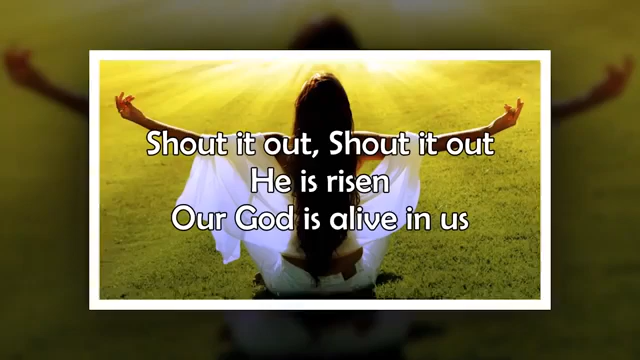 Shout it out, Shout it out
He is risen
Our God is alive in us